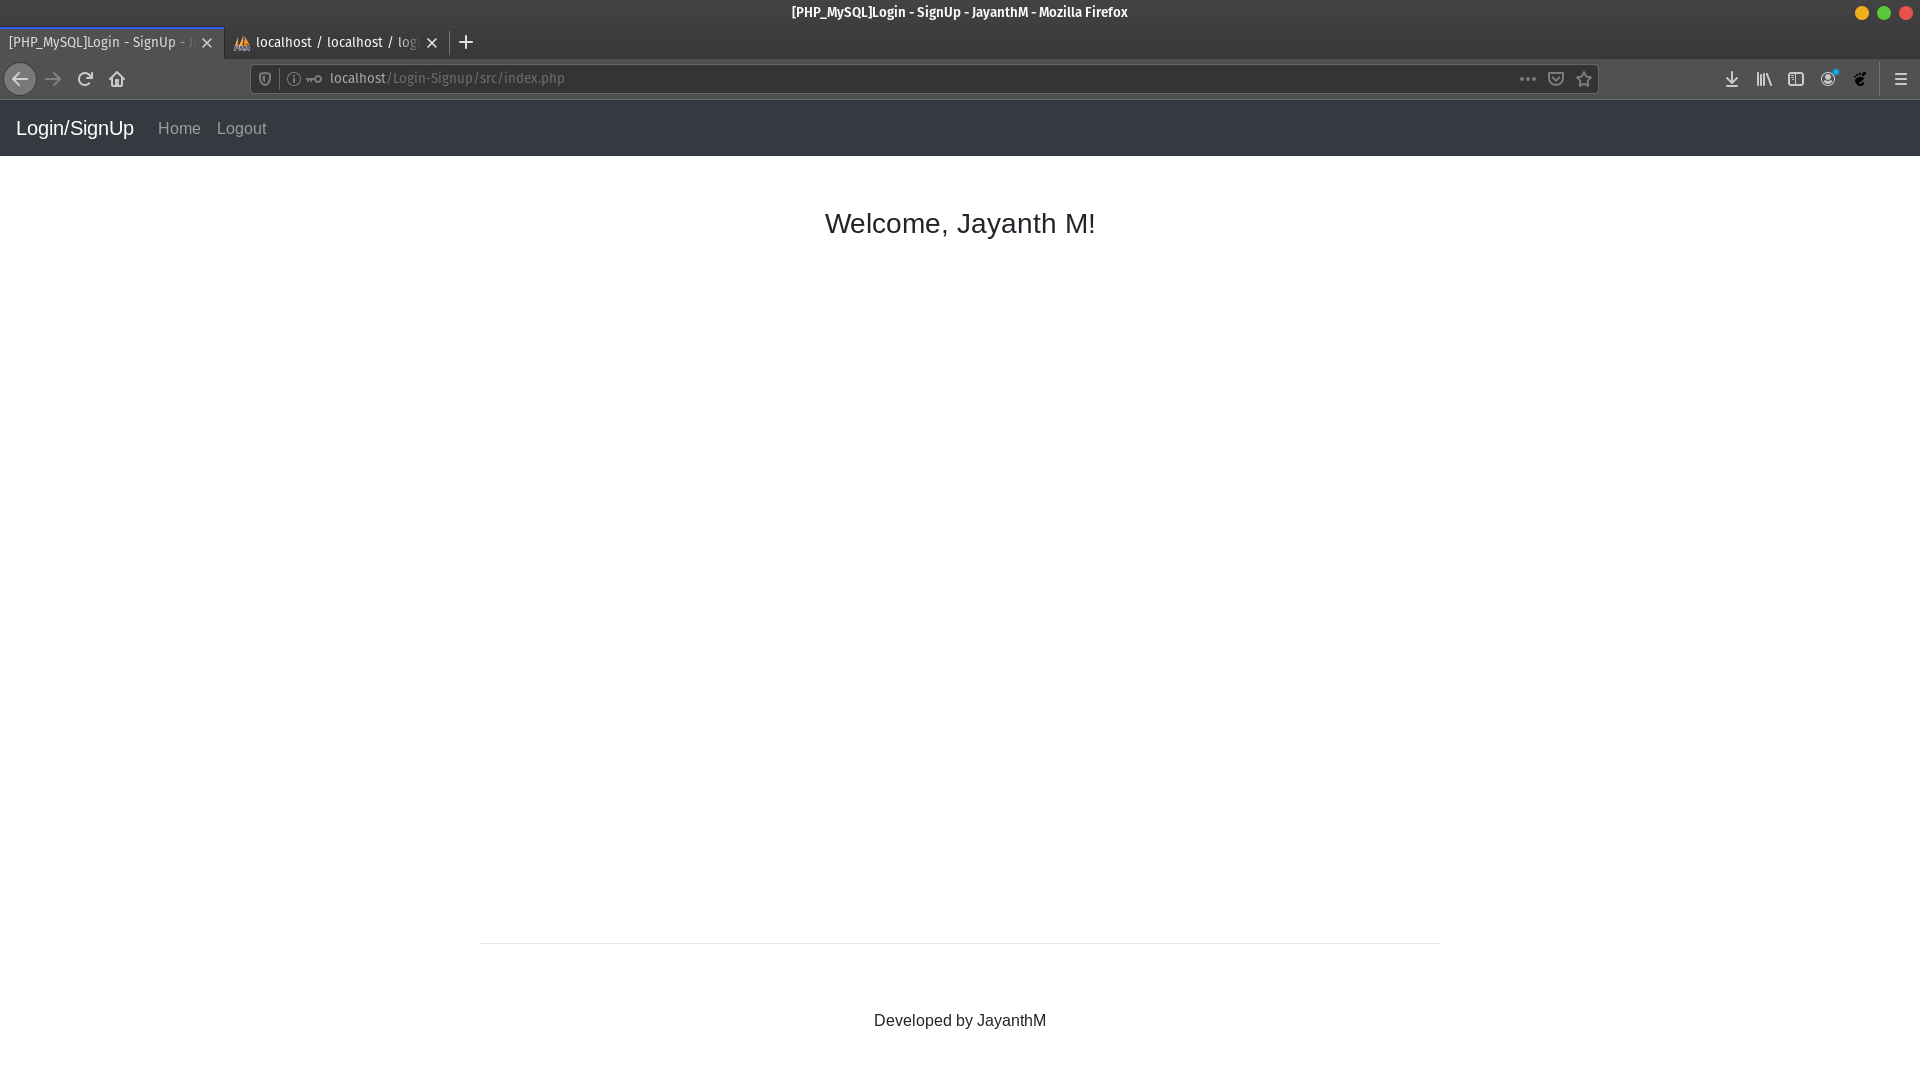 [PHP_MySQL]Login - SignUp - JayanthM - Mozilla Firefox
[PHP_MySQL]Login - SignUp -
localhost / localhost / log
localhost/Login-Signup/src/index.php
Login/SignUp Home Logout
Welcome, Jayanth M!
Developed by JayanthM